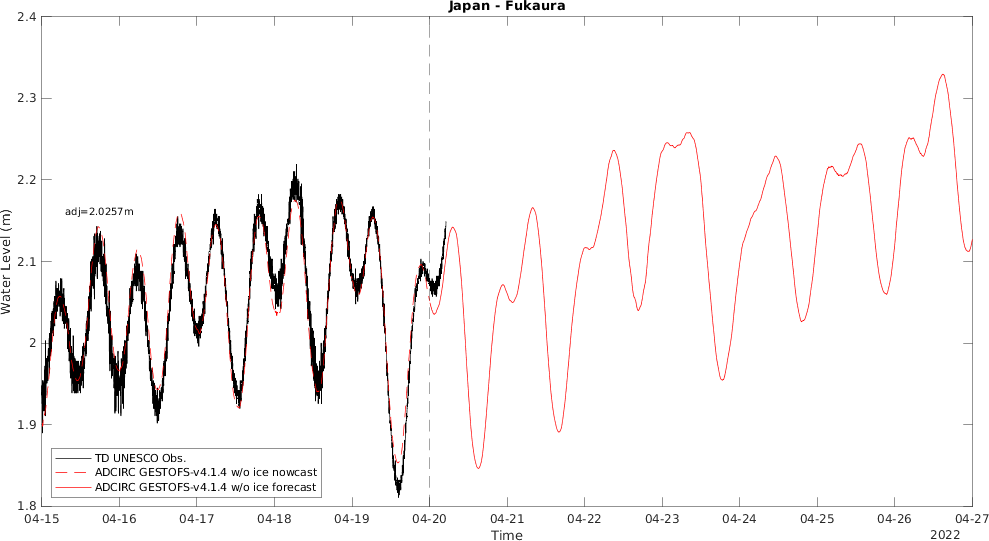 Japan - Fukaura
2.4
2.3
2.2
2.1
2
1.9
1.8
Water Level (m)
adj=2.0257m
TD UNESCO Obs.
ADCIRC GESTOFS-v4.1.4 w/o ice nowcast
ADCIRC GESTOFS-v4.1.4 w/o ice forecast
04-15 04-16 04-17 04-18 04-19 04-20 04-21 04-22 04-23 04-24 04-25 04-26 04-27
Time
2022